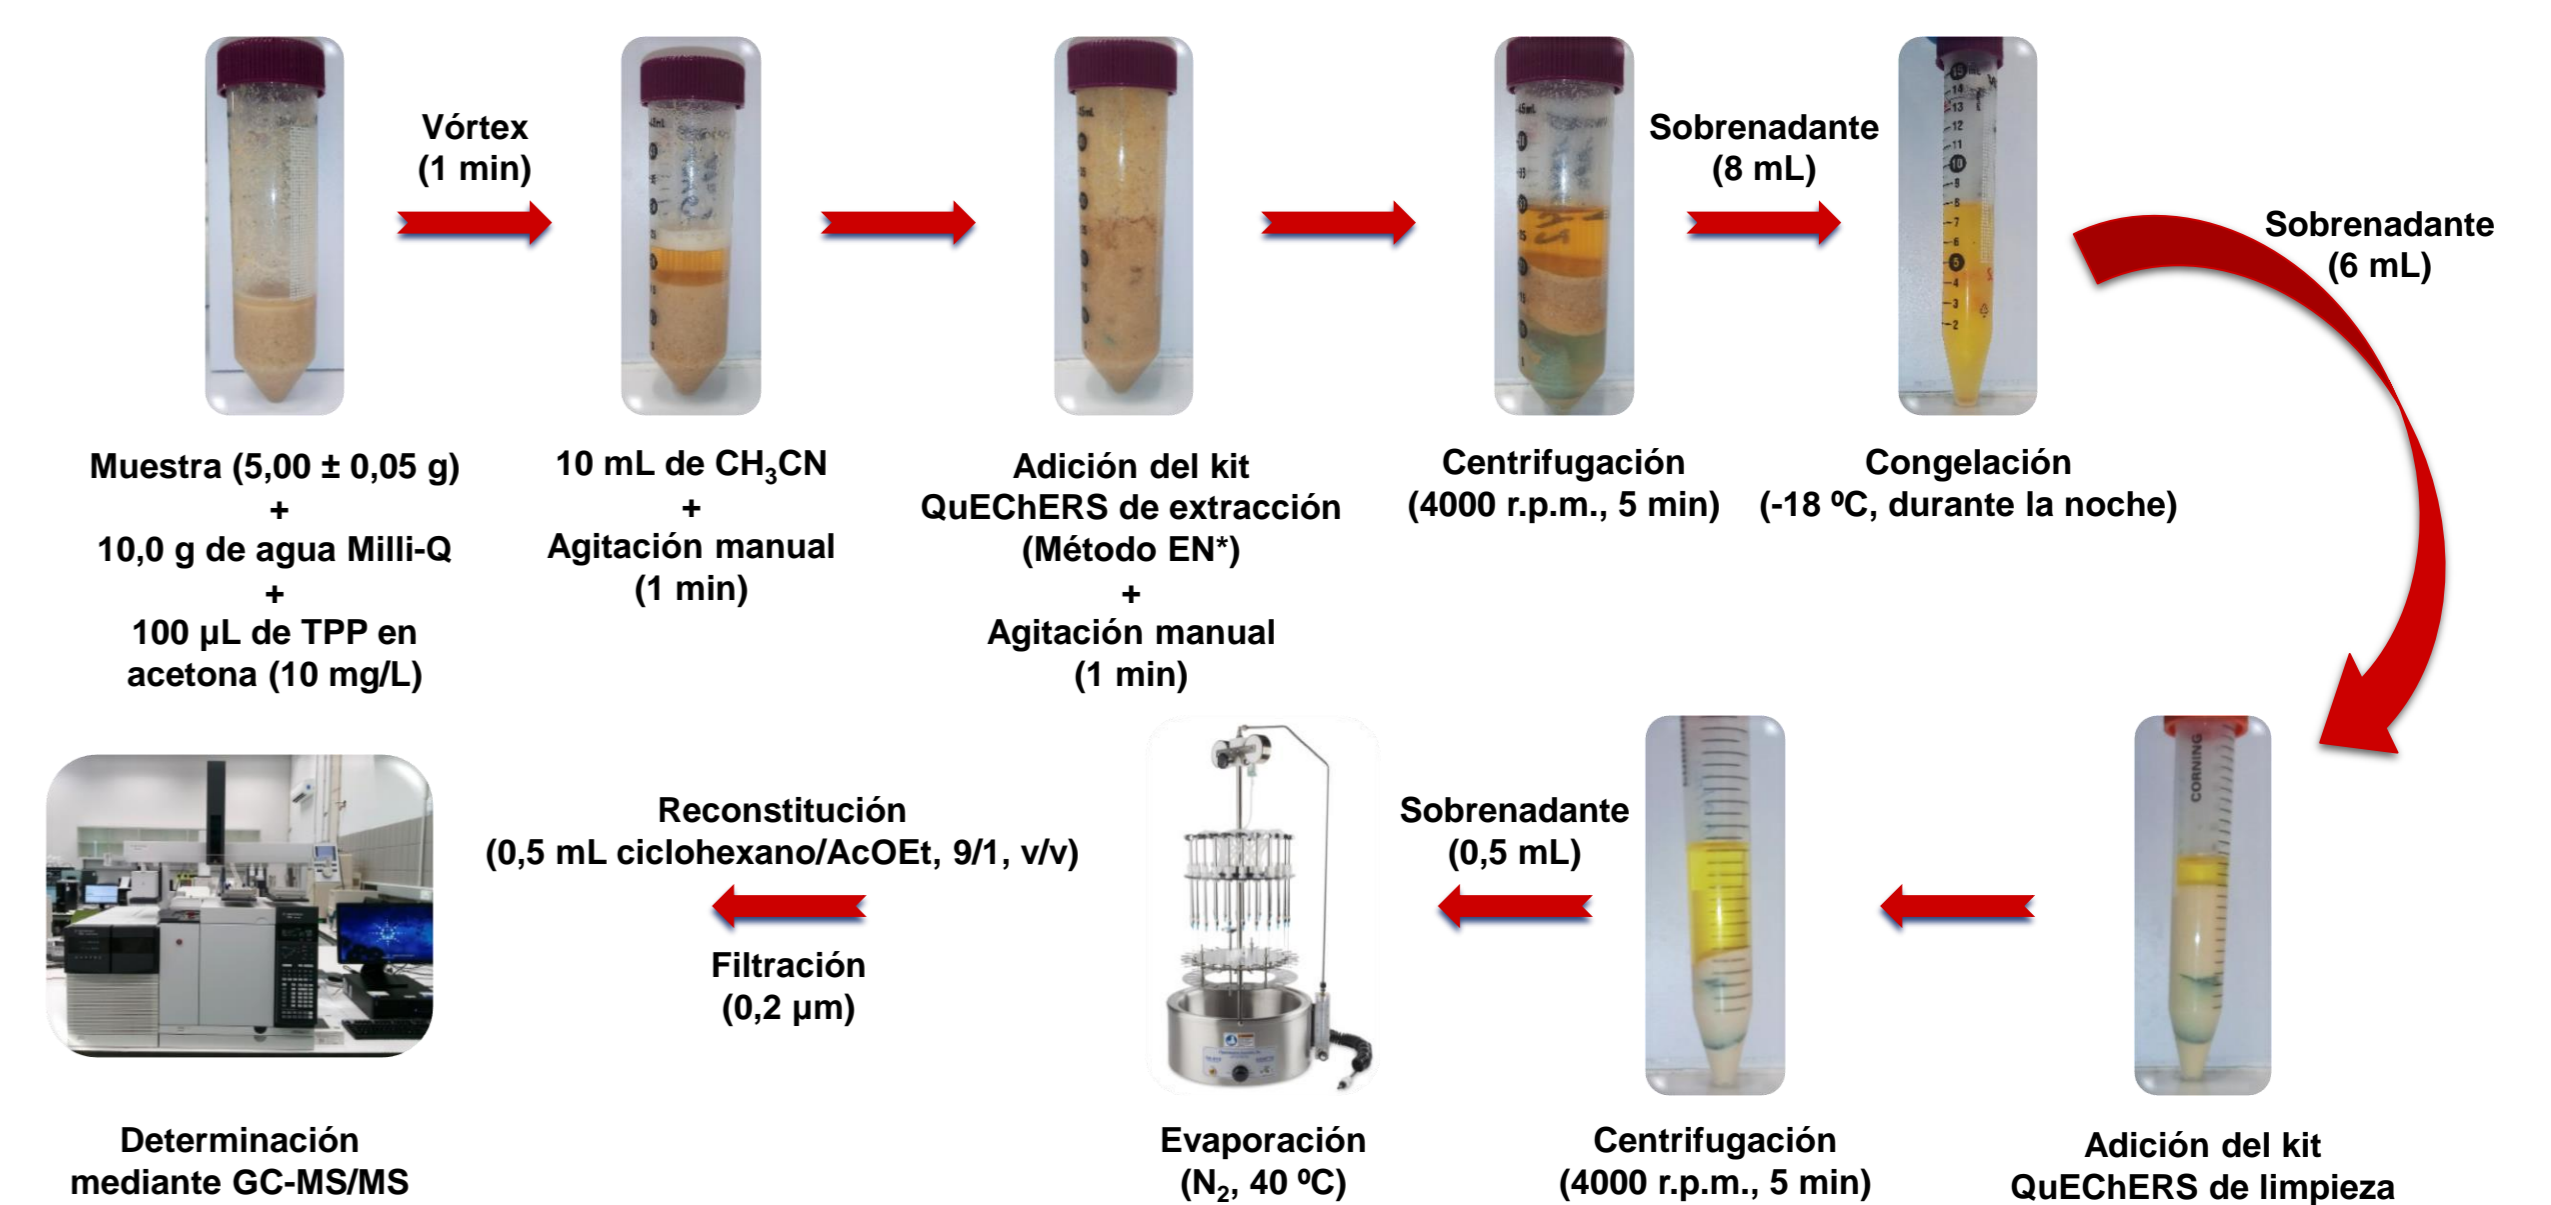 Vórtex
(1 min)
Sobrenadante
(8 mL)
Sobrenadante
(6 mL)
Muestra (5,00 ± 0,05 g)
+
10,0 g de agua Milli-Q
+
100 µL de TPP en
acetona (10 mg/L)
10 mL de CH₃CN
+
Agitación manual
(1 min)
Adición del kit
QuEChERS de extracción
(Método EN*)
+
Agitación manual
(1 min)
Centrifugación
(4000 r.p.m., 5 min)
Congelación
(-18 ºC, durante la noche)
CORNING
Adición del kit
QuEChERS de limpieza
Centrifugación
(4000 r.p.m., 5 min)
Sobrenadante
(0,5 mL)
Evaporación
(N₂, 40 ºC)
Reconstitución
(0,5 mL ciclohexano/AcOEt, 9/1, v/v)
Filtración
(0,2 µm)
Determinación
mediante GC-MS/MS